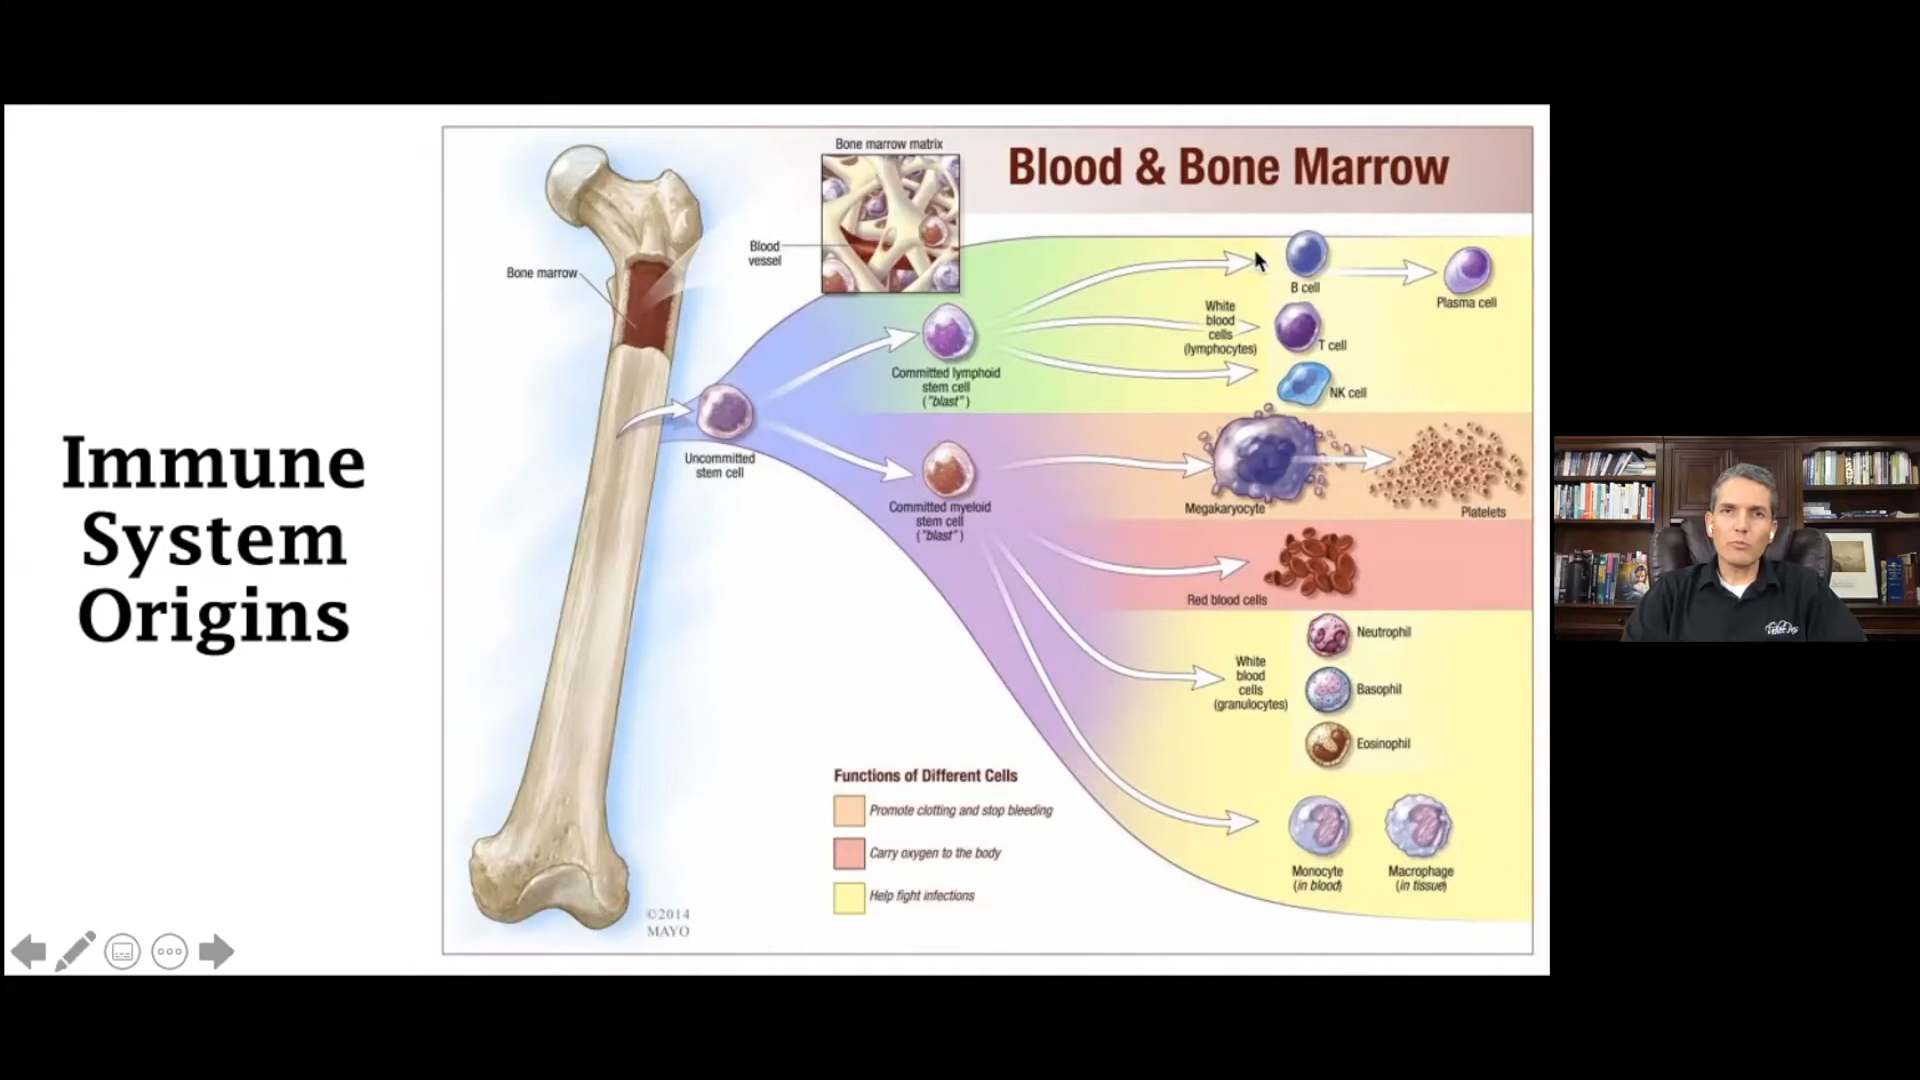 Immune
System
Origins
Blood & Bone Marrow
Bone marrow matrix
Blood
vessel
Bone marrow
Uncommitted
stem cell
Committed lymphoid
stem cell
("blast")
Committed myeloid
stem cell
("blast")
White
blood
cells
(lymphocytes)
B cell
Plasma cell
T cell
NK cell
Megakaryocyte
Platelets
Red blood cells
White
blood
cells
(granulocytes)
Neutrophil
Basophil
Eosinophil
Monocyte
(in blood)
Macrophage
(in tissue)
Functions of Different Cells
Promote clotting and stop bleeding
Carry oxygen to the body
Help fight infections
©2014
MAYO